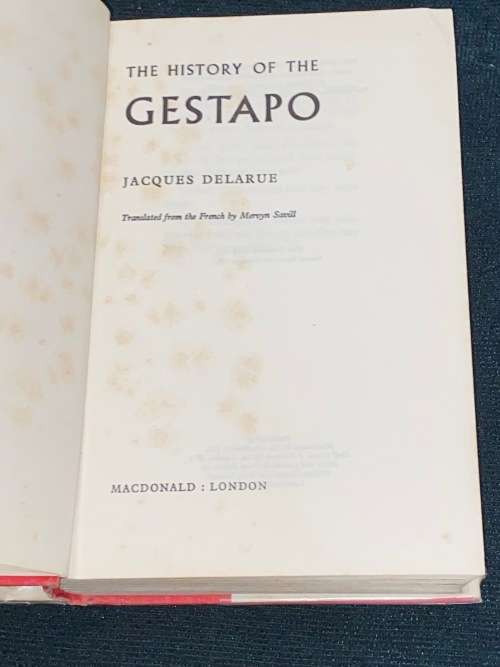 THE HISTORY OF THE
GESTAPO
JACQUES DELARUE
Translated from the French by Mervyn Savill
MACDONALD : LONDON